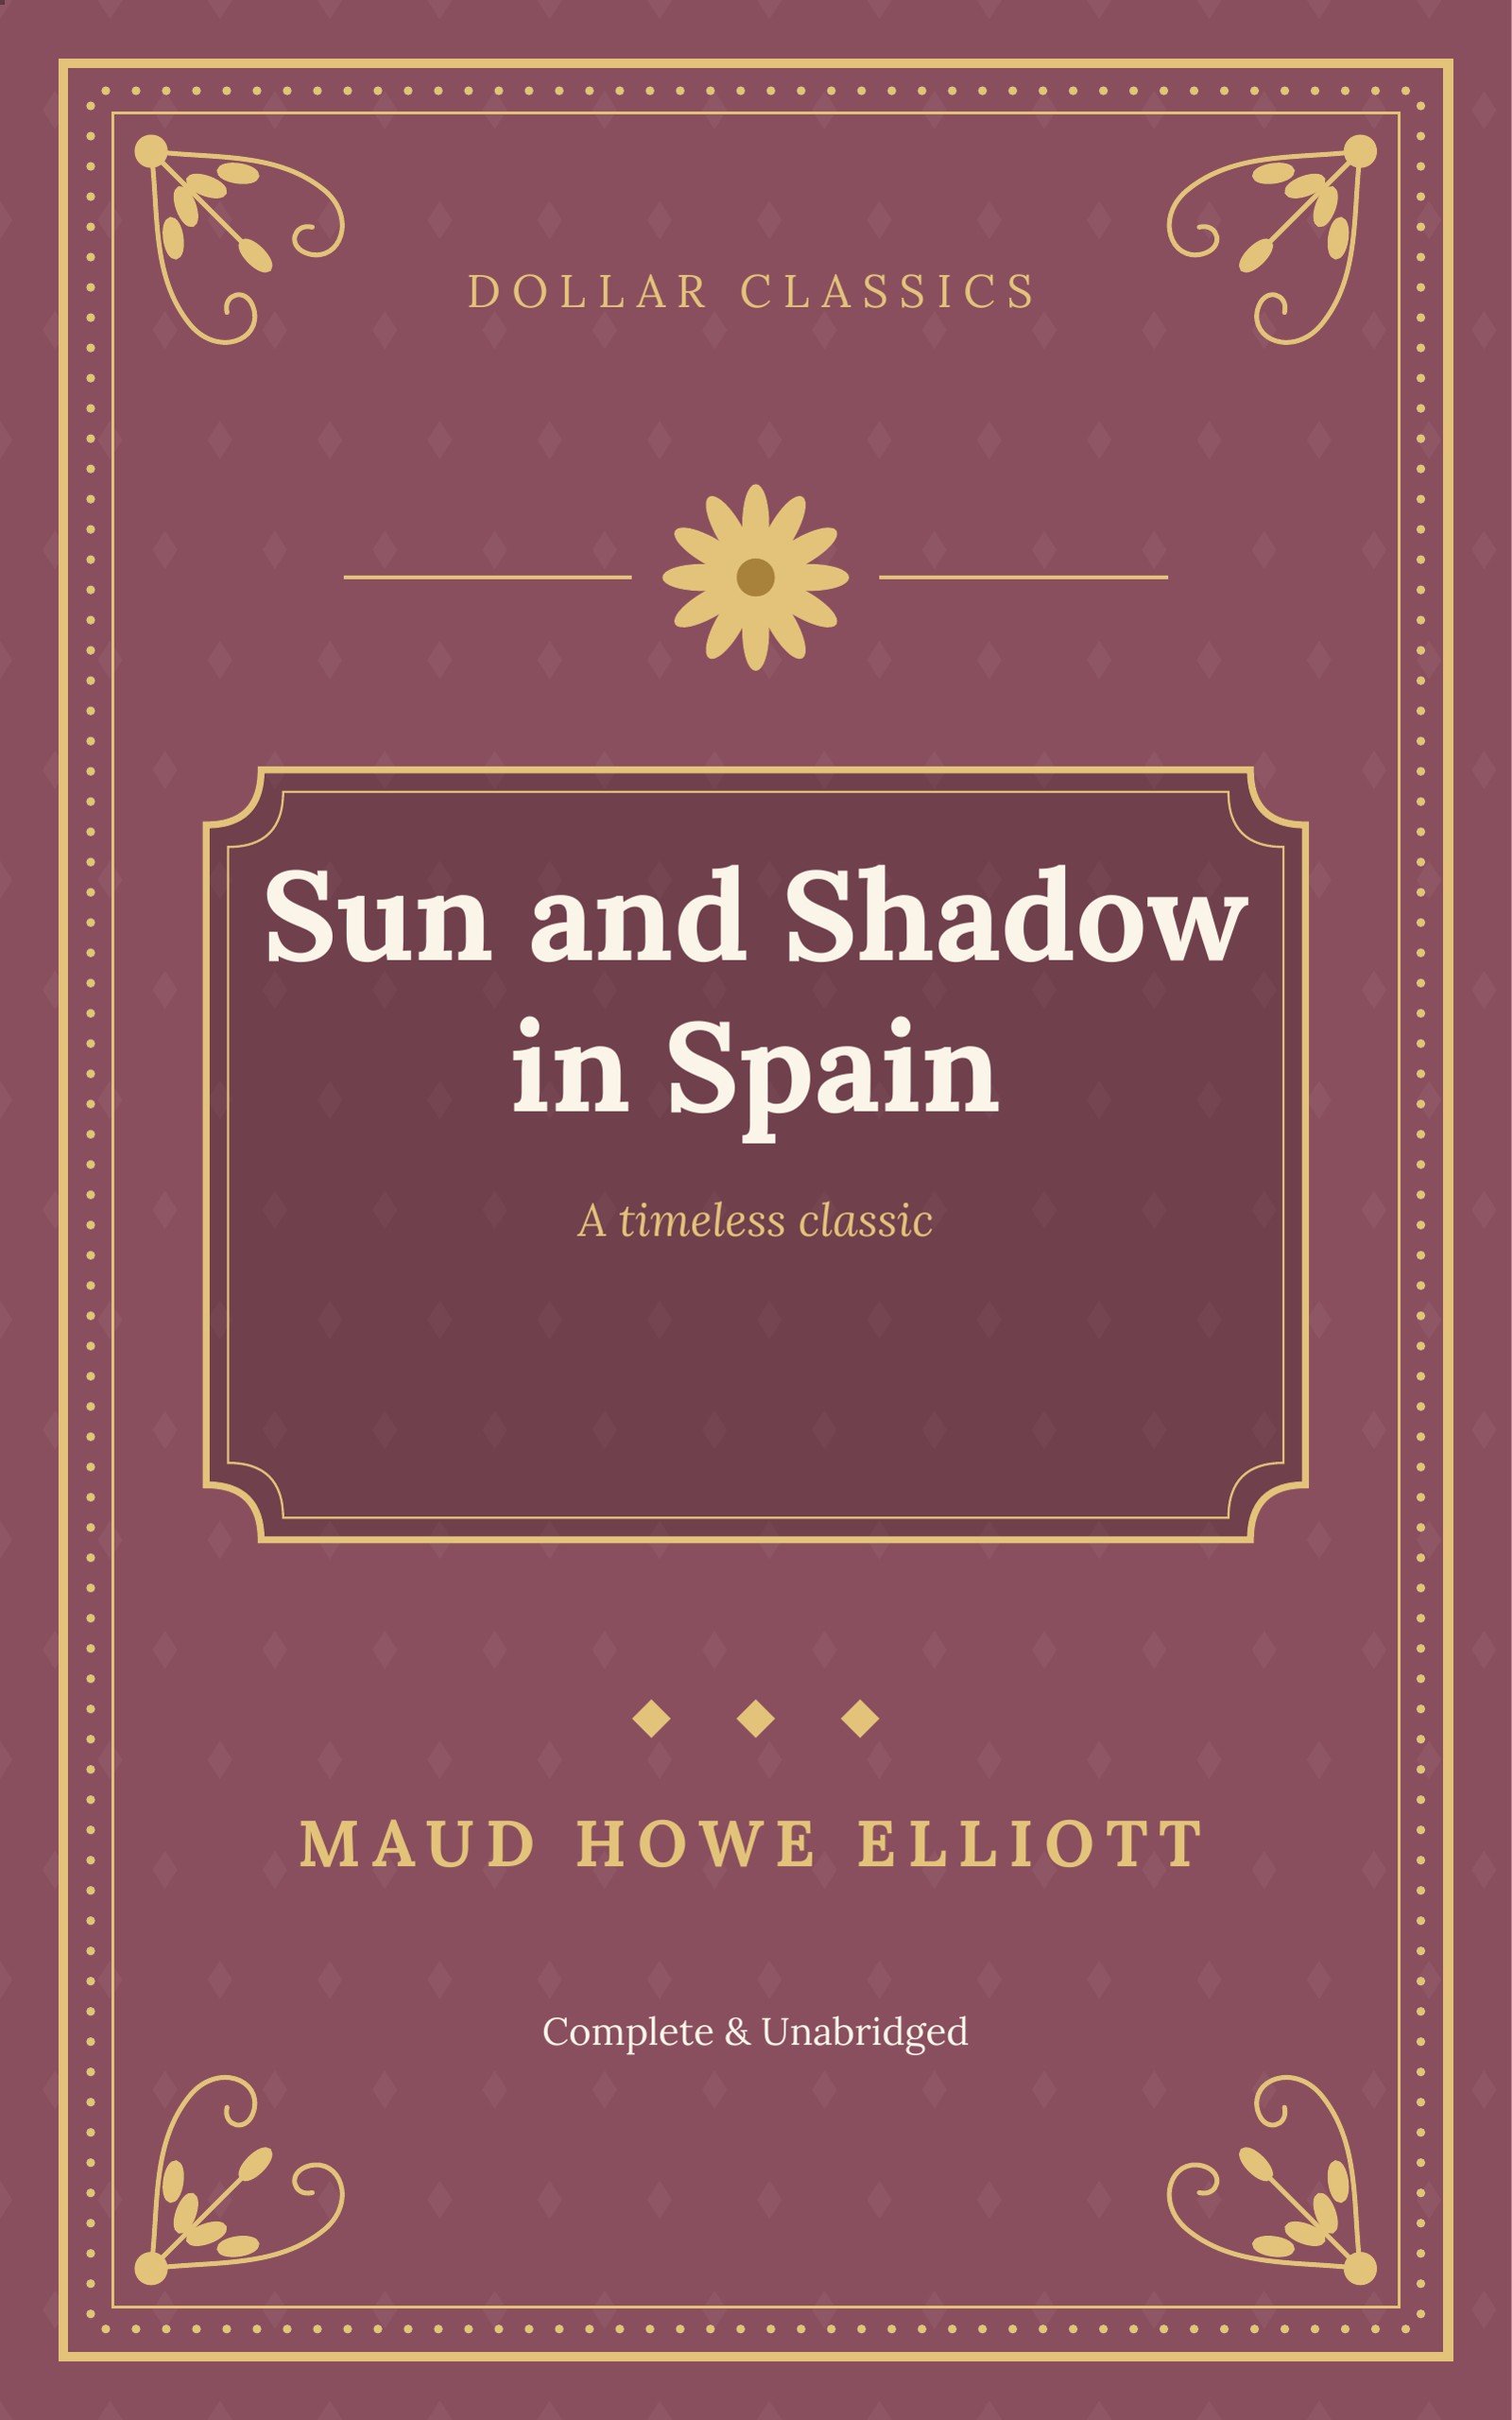 DOLLAR CLASSICS
Sun and Shadow
in Spain
A timeless classic
MAUD HOWE ELLIOTT
Complete & Unabridged